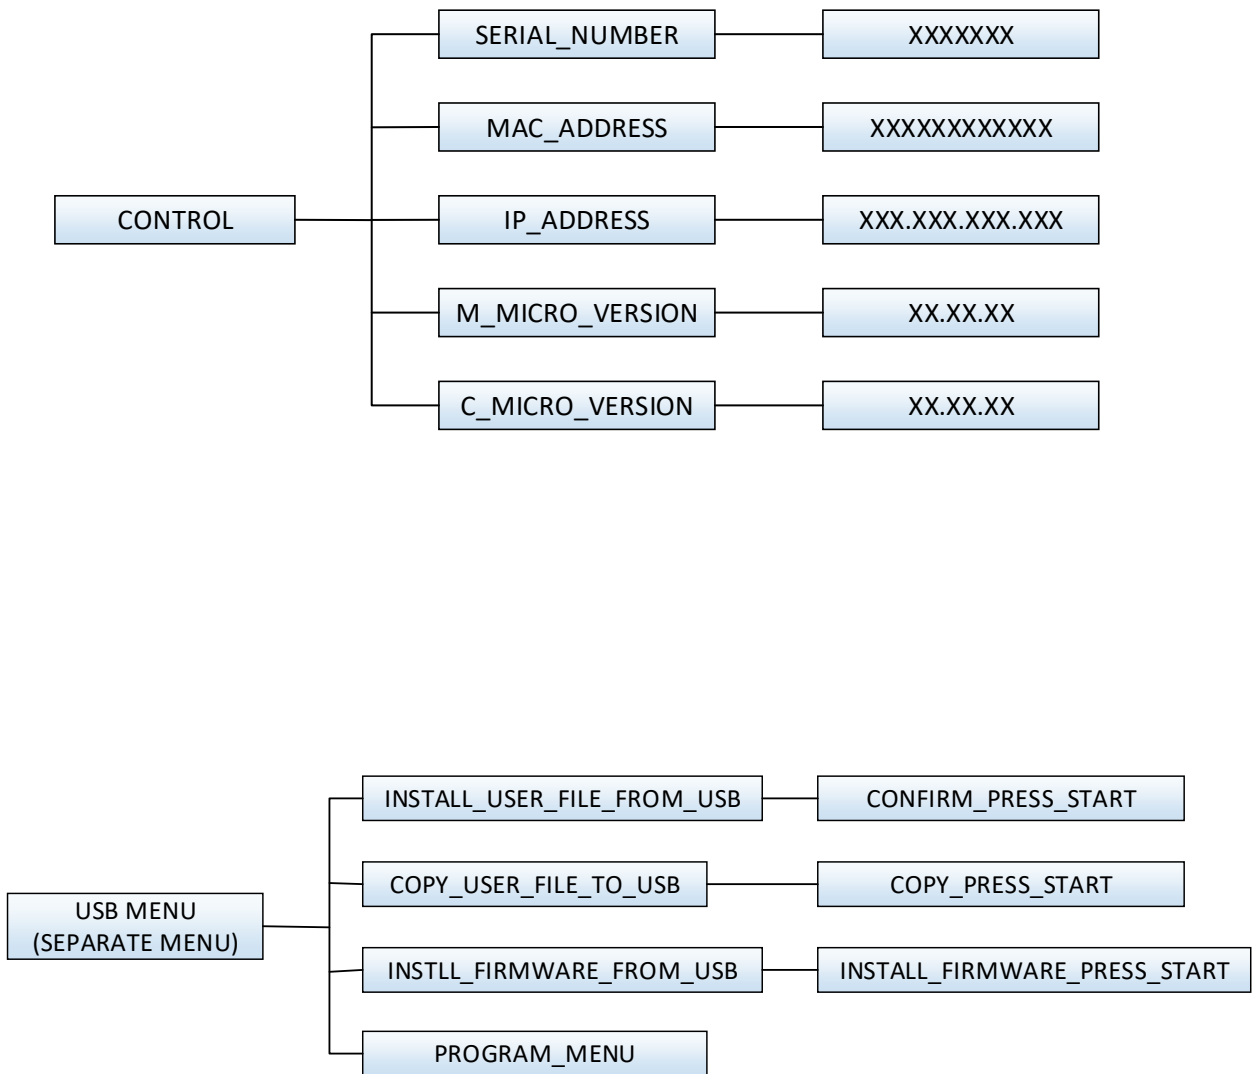 SERIAL_NUMBER XXXXXXX
MAC_ADDRESS XXXXXXXXXXXX
CONTROL IP_ADDRESS XXX.XXX.XXX.XXX
M_MICRO_VERSION XX.XX.XX
C_MICRO_VERSION XX.XX.XX
INSTALL_USER_FILE_FROM_USB CONFIRM_PRESS_START
COPY_USER_FILE_TO_USB COPY_PRESS_START
USB MENU
(SEPARATE MENU)
INSTLL_FIRMWARE_FROM_USB INSTALL_FIRMWARE_PRESS_START
PROGRAM_MENU